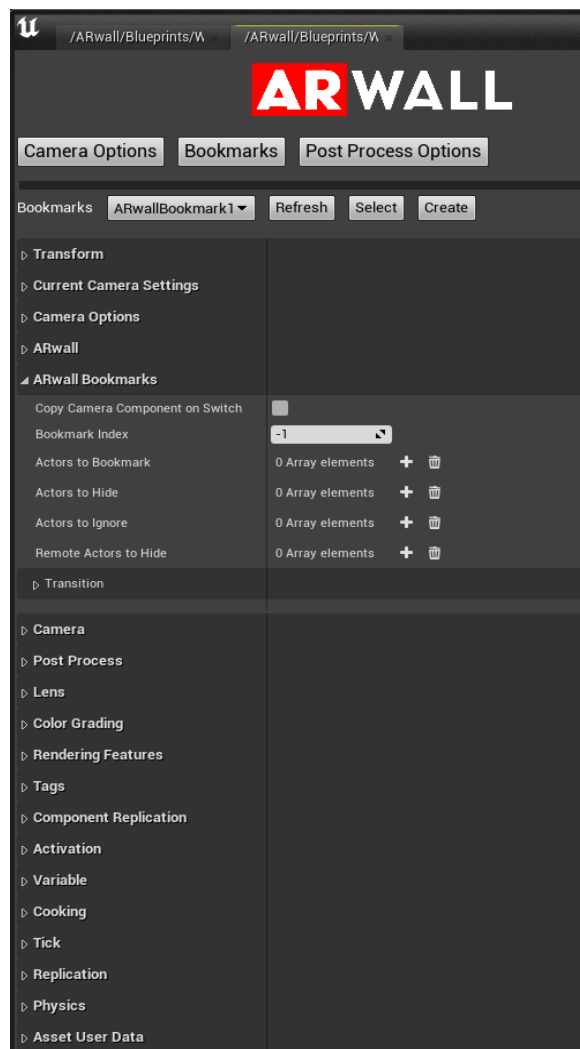 /ARwall/Blueprints/W /ARwall/Blueprints/W
ARWALL
Camera Options Bookmarks Post Process Options
Bookmarks ARwallBookmark1 Refresh Select Create
Transform
Current Camera Settings
Camera Options
ARwall
ARwall Bookmarks
Copy Camera Component on Switch
Bookmark Index -1
Actors to Bookmark 0 Array elements
Actors to Hide 0 Array elements
Actors to Ignore 0 Array elements
Remote Actors to Hide 0 Array elements
Transition
Camera
Post Process
Lens
Color Grading
Rendering Features
Tags
Component Replication
Activation
Variable
Cooking
Tick
Replication
Physics
Asset User Data